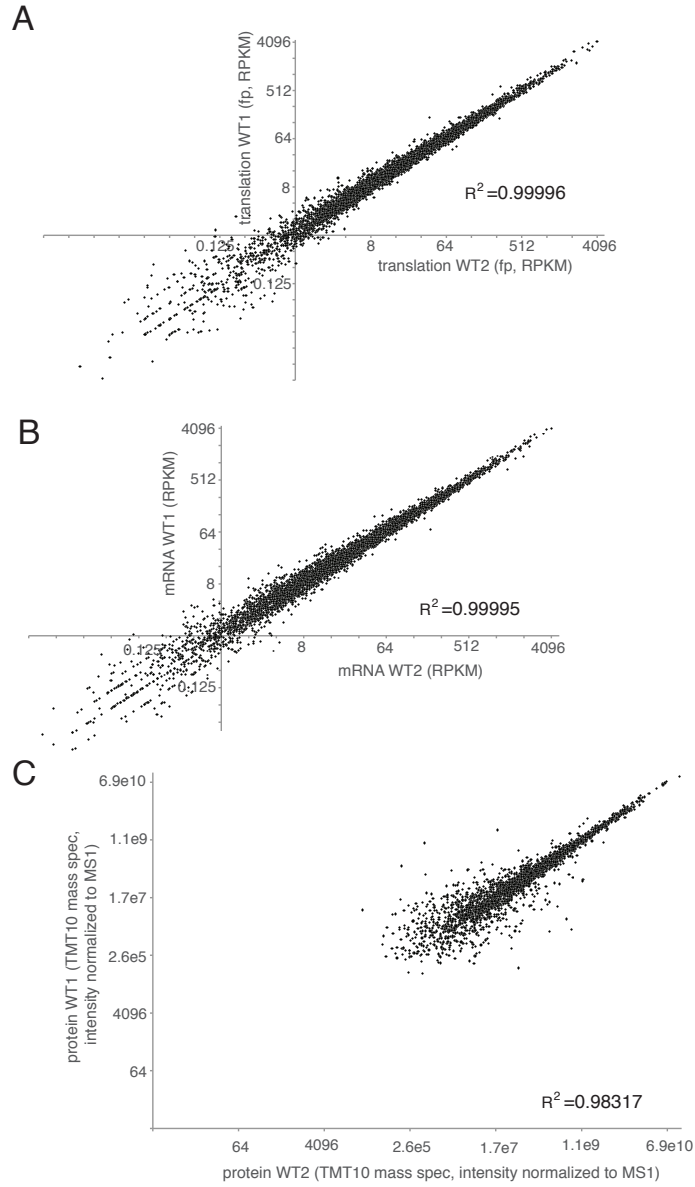 A
translation WT1 (fp, RPKM)
4096
512
64
8
R²=0.99996
0.125
8
64
512
4096
translation WT2 (fp, RPKM)
0.125
B
mRNA WT1 (RPKM)
4096
512
64
8
R²=0.99995
0.125
8
64
512
4096
mRNA WT2 (RPKM)
0.125
C
protein WT1 (TMT10 mass spec,
intensity normalized to MS1)
6.9e10
1.1e9
1.7e7
2.6e5
4096
64
R²=0.98317
64
4096
2.6e5
1.7e7
1.1e9
6.9e10
protein WT2 (TMT10 mass spec, intensity normalized to MS1)